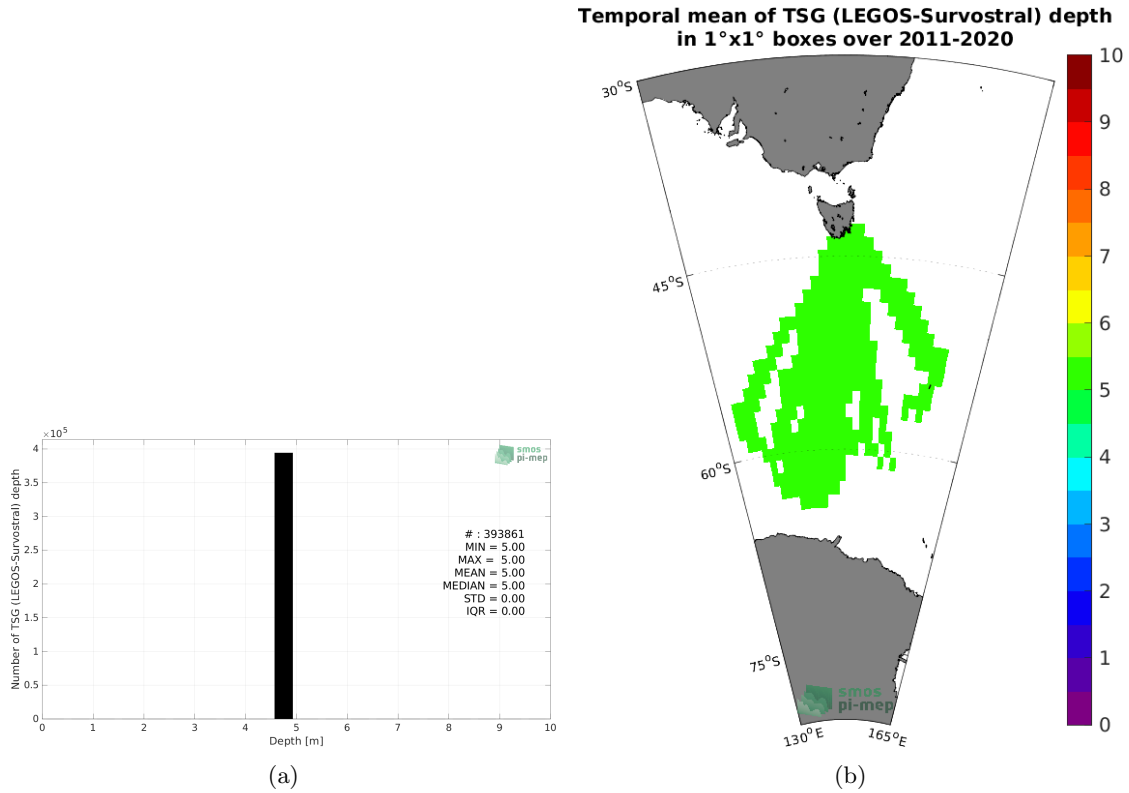 Temporal mean of TSG (LEGOS-Survostral) depth
in 1°x1° boxes over 2011-2020
×10⁵
4
3.5
3
2.5
2
1.5
1
0.5
0
Number of TSG (LEGOS-Survostral) depth
0 1 2 3 4 5 6 7 8 9 10
Depth [m]
smos
pi-mep
# : 393861
MIN = 5.00
MAX = 5.00
MEAN = 5.00
MEDIAN = 5.00
STD = 0.00
IQR = 0.00
(a)
30°S
45°S
60°S
75°S
130°E
165°E
smos
pi-mep
10
9
8
7
6
5
4
3
2
1
0
(b)